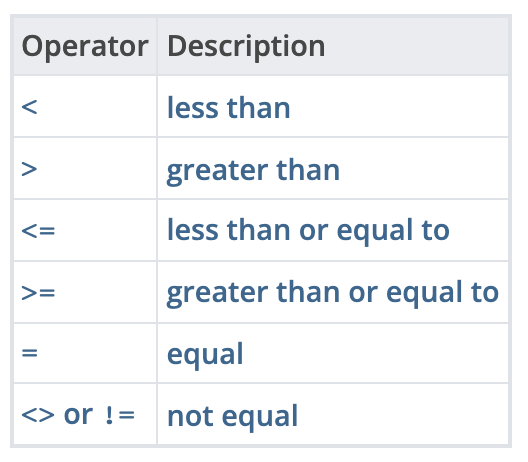 Operator Description
< less than
> greater than
<= less than or equal to
>= greater than or equal to
= equal
<> or != not equal